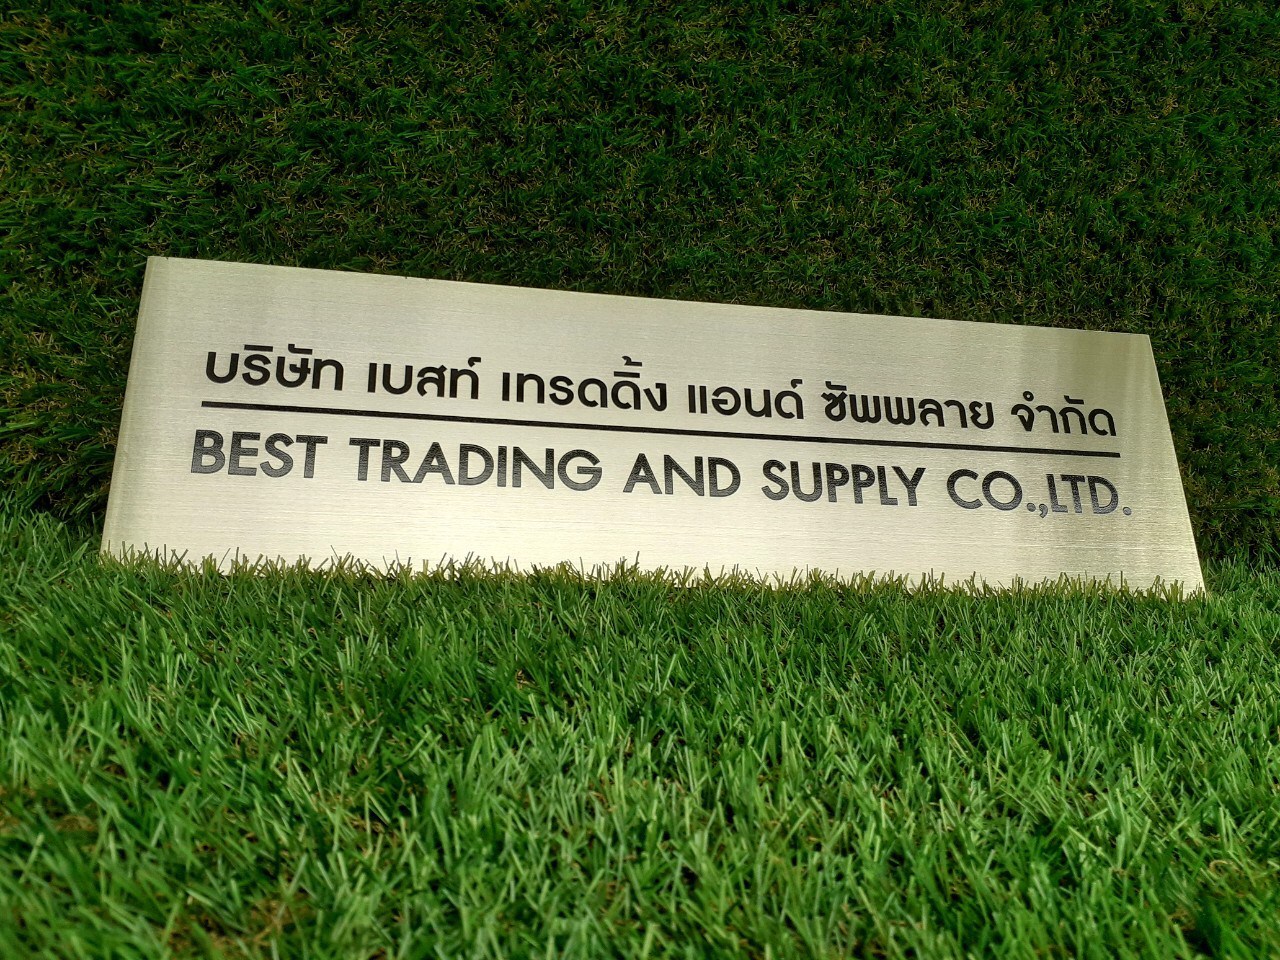 บริษัท เบสท์ เทรดดิ้ง แอนด์ ซัพพลาย จำกัด
BEST TRADING AND SUPPLY CO.,LTD.